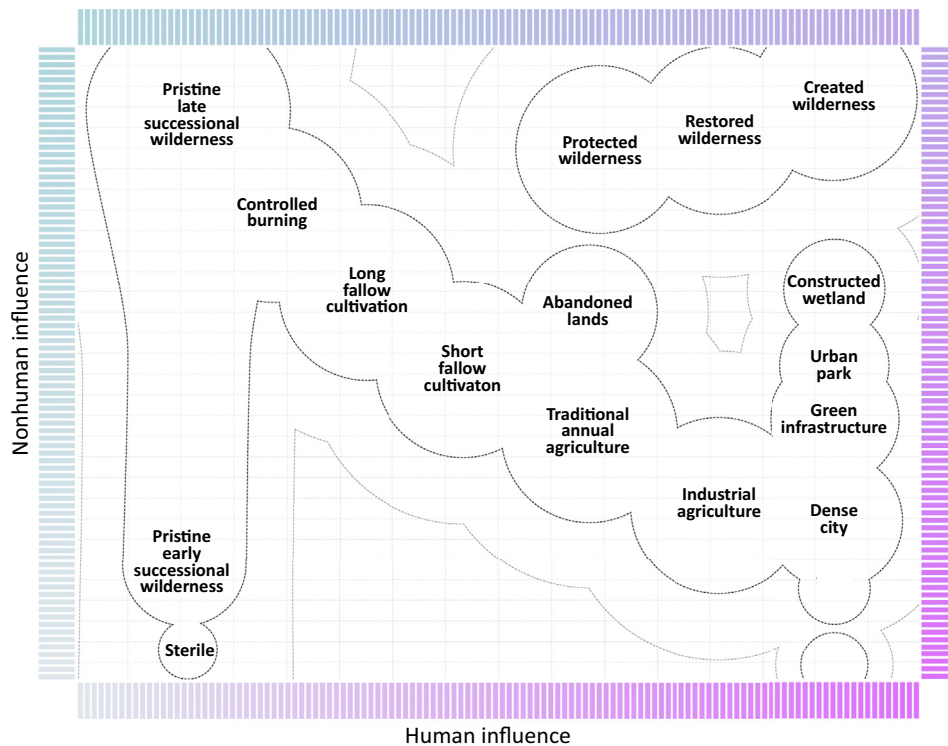 Pristine
late
successional
wilderness
Controlled
burning
Long
fallow
cultivation
Short
fallow
cultivaton
Abandoned
lands
Traditional
annual
agriculture
Industrial
agriculture
Protected
wilderness
Restored
wilderness
Created
wilderness
Constructed
wetland
Urban
park
Green
infrastructure
Dense
city
Pristine
early
successional
wilderness
Sterile
Nonhuman influence
Human influence